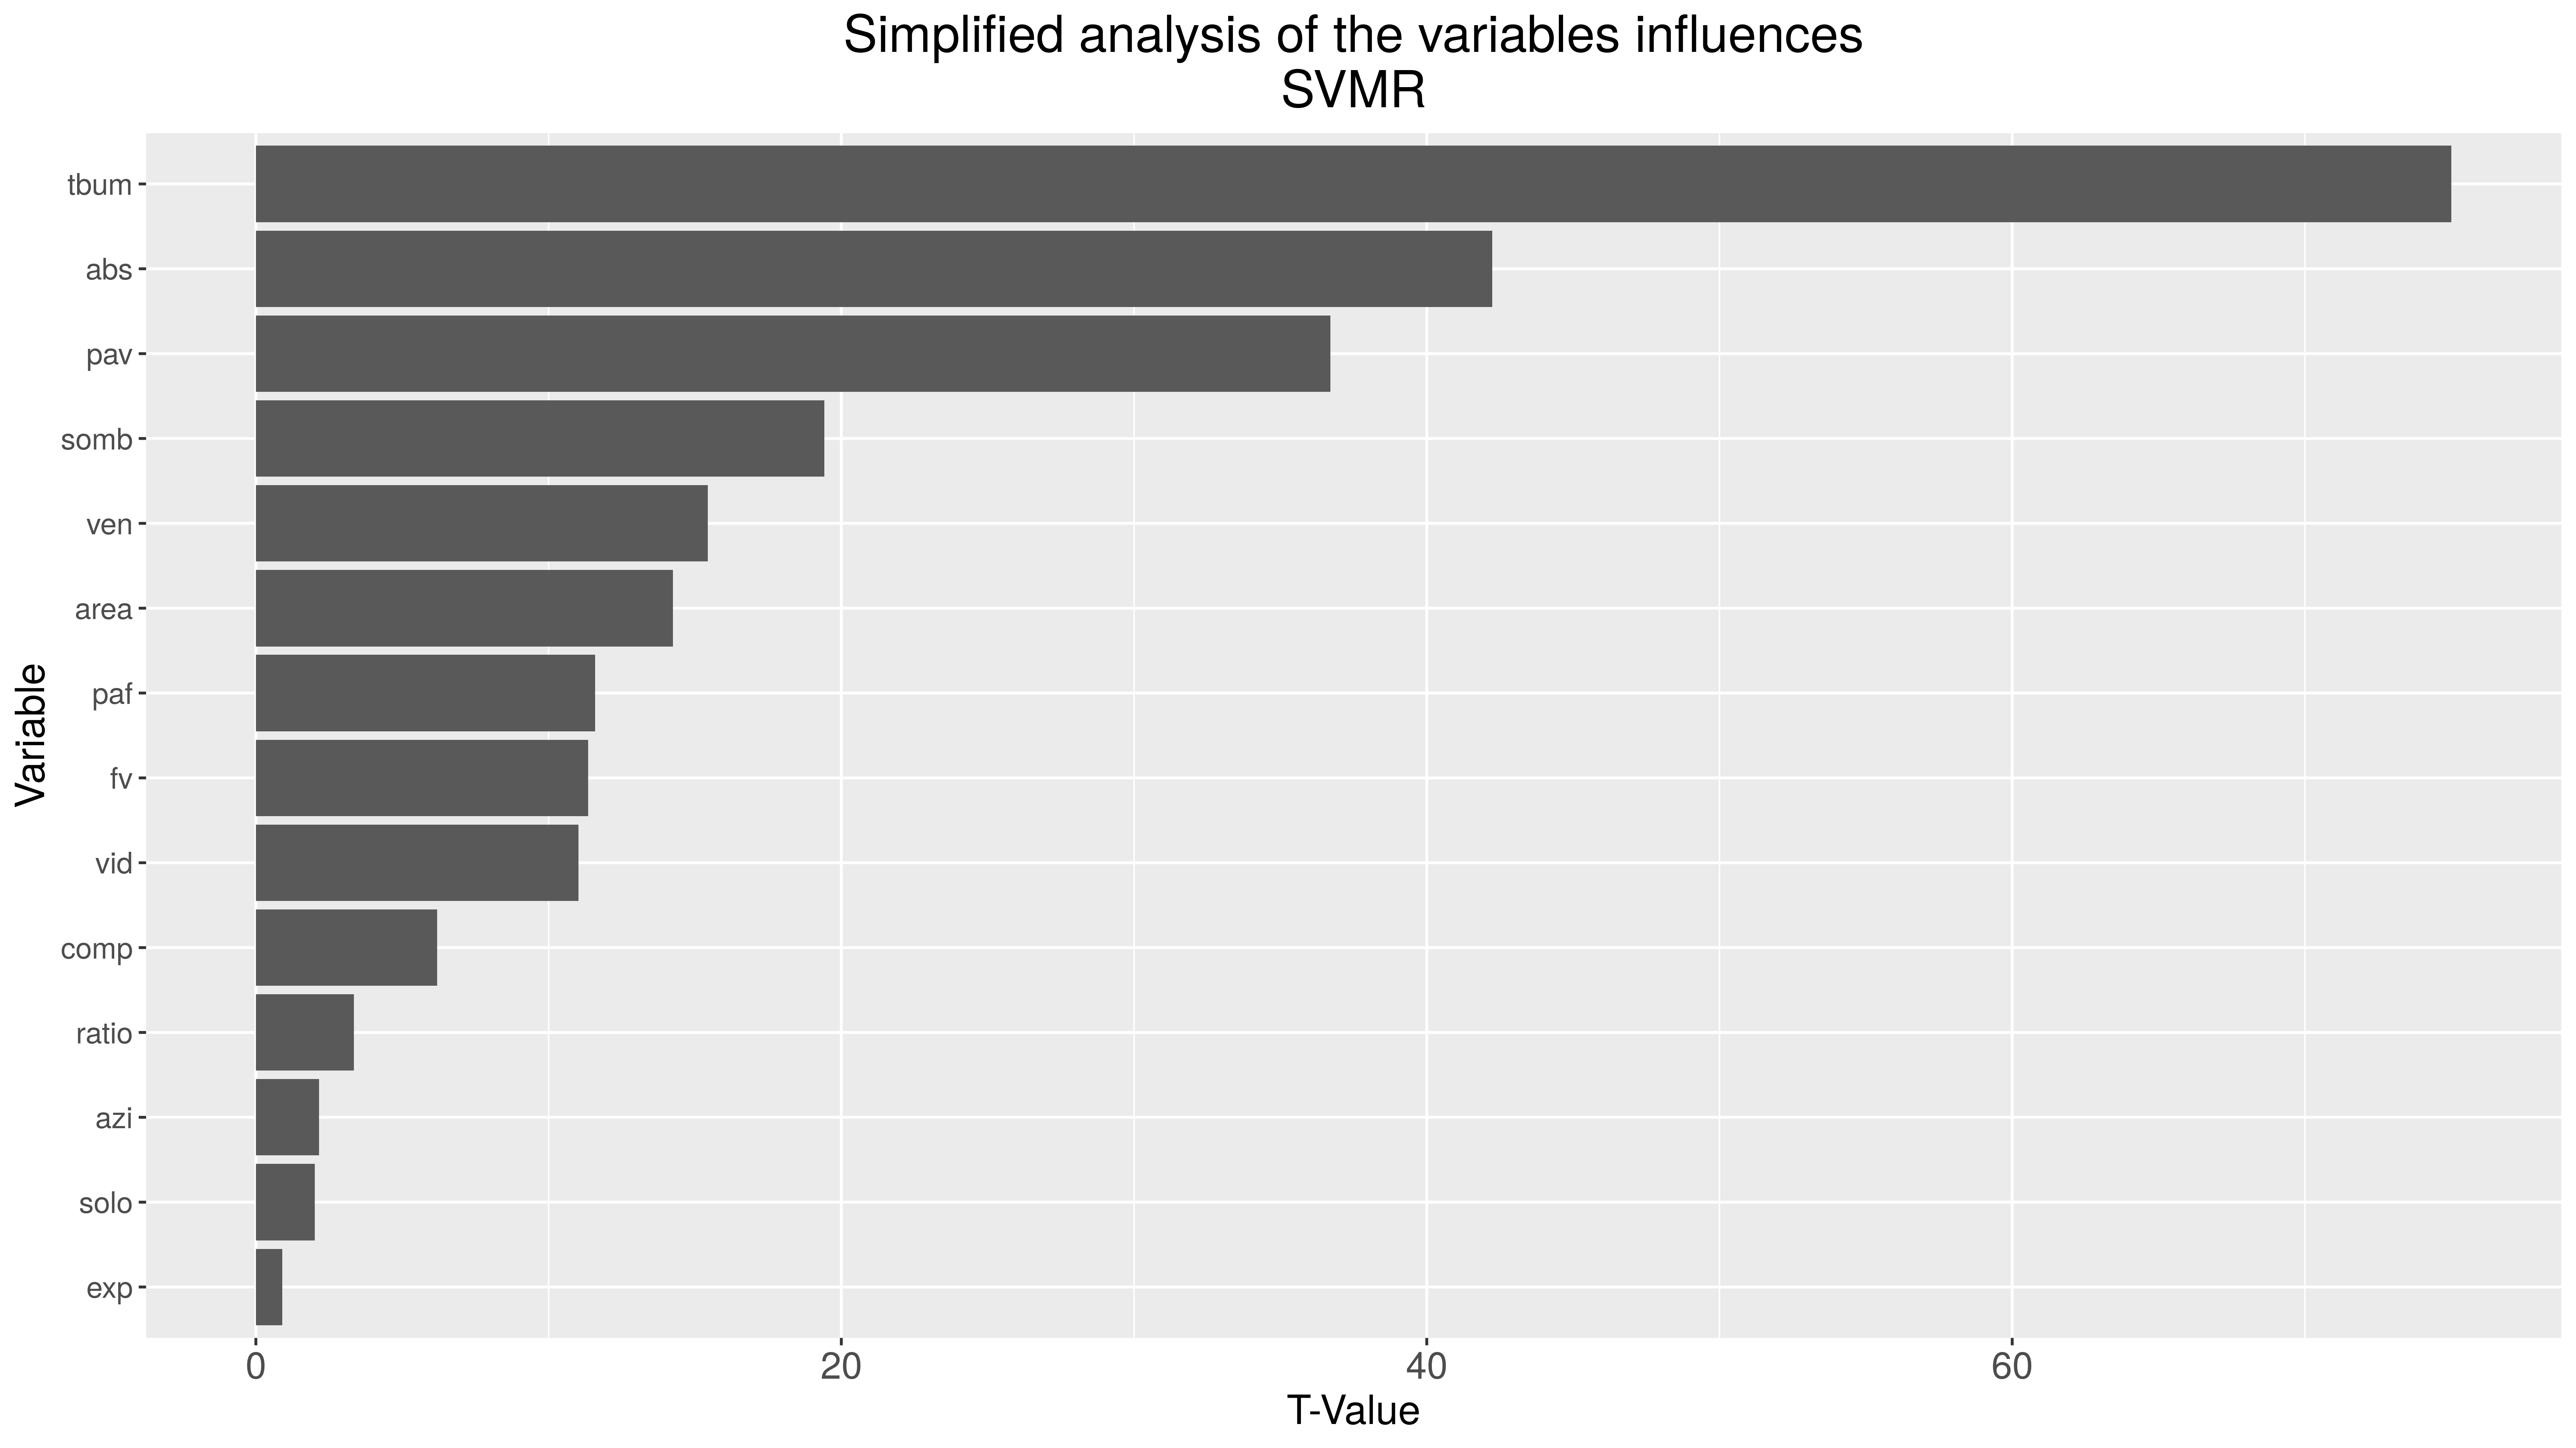 Simplified analysis of the variables influences
SVMR
Variable
tbum
abs
pav
somb
ven
area
paf
fv
vid
comp
ratio
azi
solo
exp
0 20 40 60
T-Value